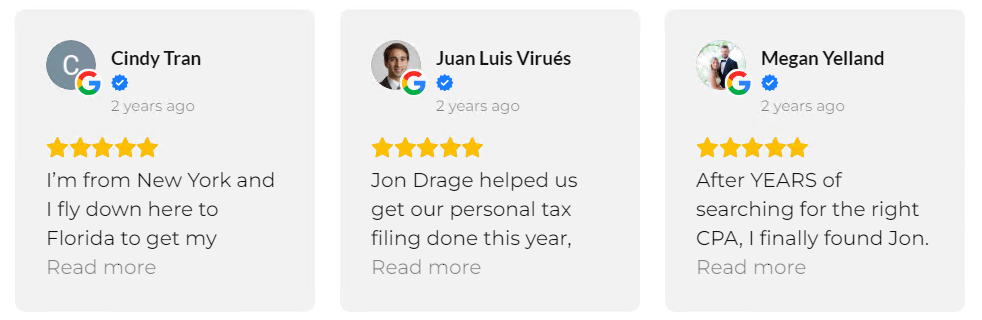 C
Cindy Tran
2 years ago
I’m from New York and
I fly down here to
Florida to get my
Read more
Juan Luis Virués
2 years ago
Jon Drage helped us
get our personal tax
filing done this year,
Read more
Megan Yelland
2 years ago
After YEARS of
searching for the right
CPA, I finally found Jon.
Read more